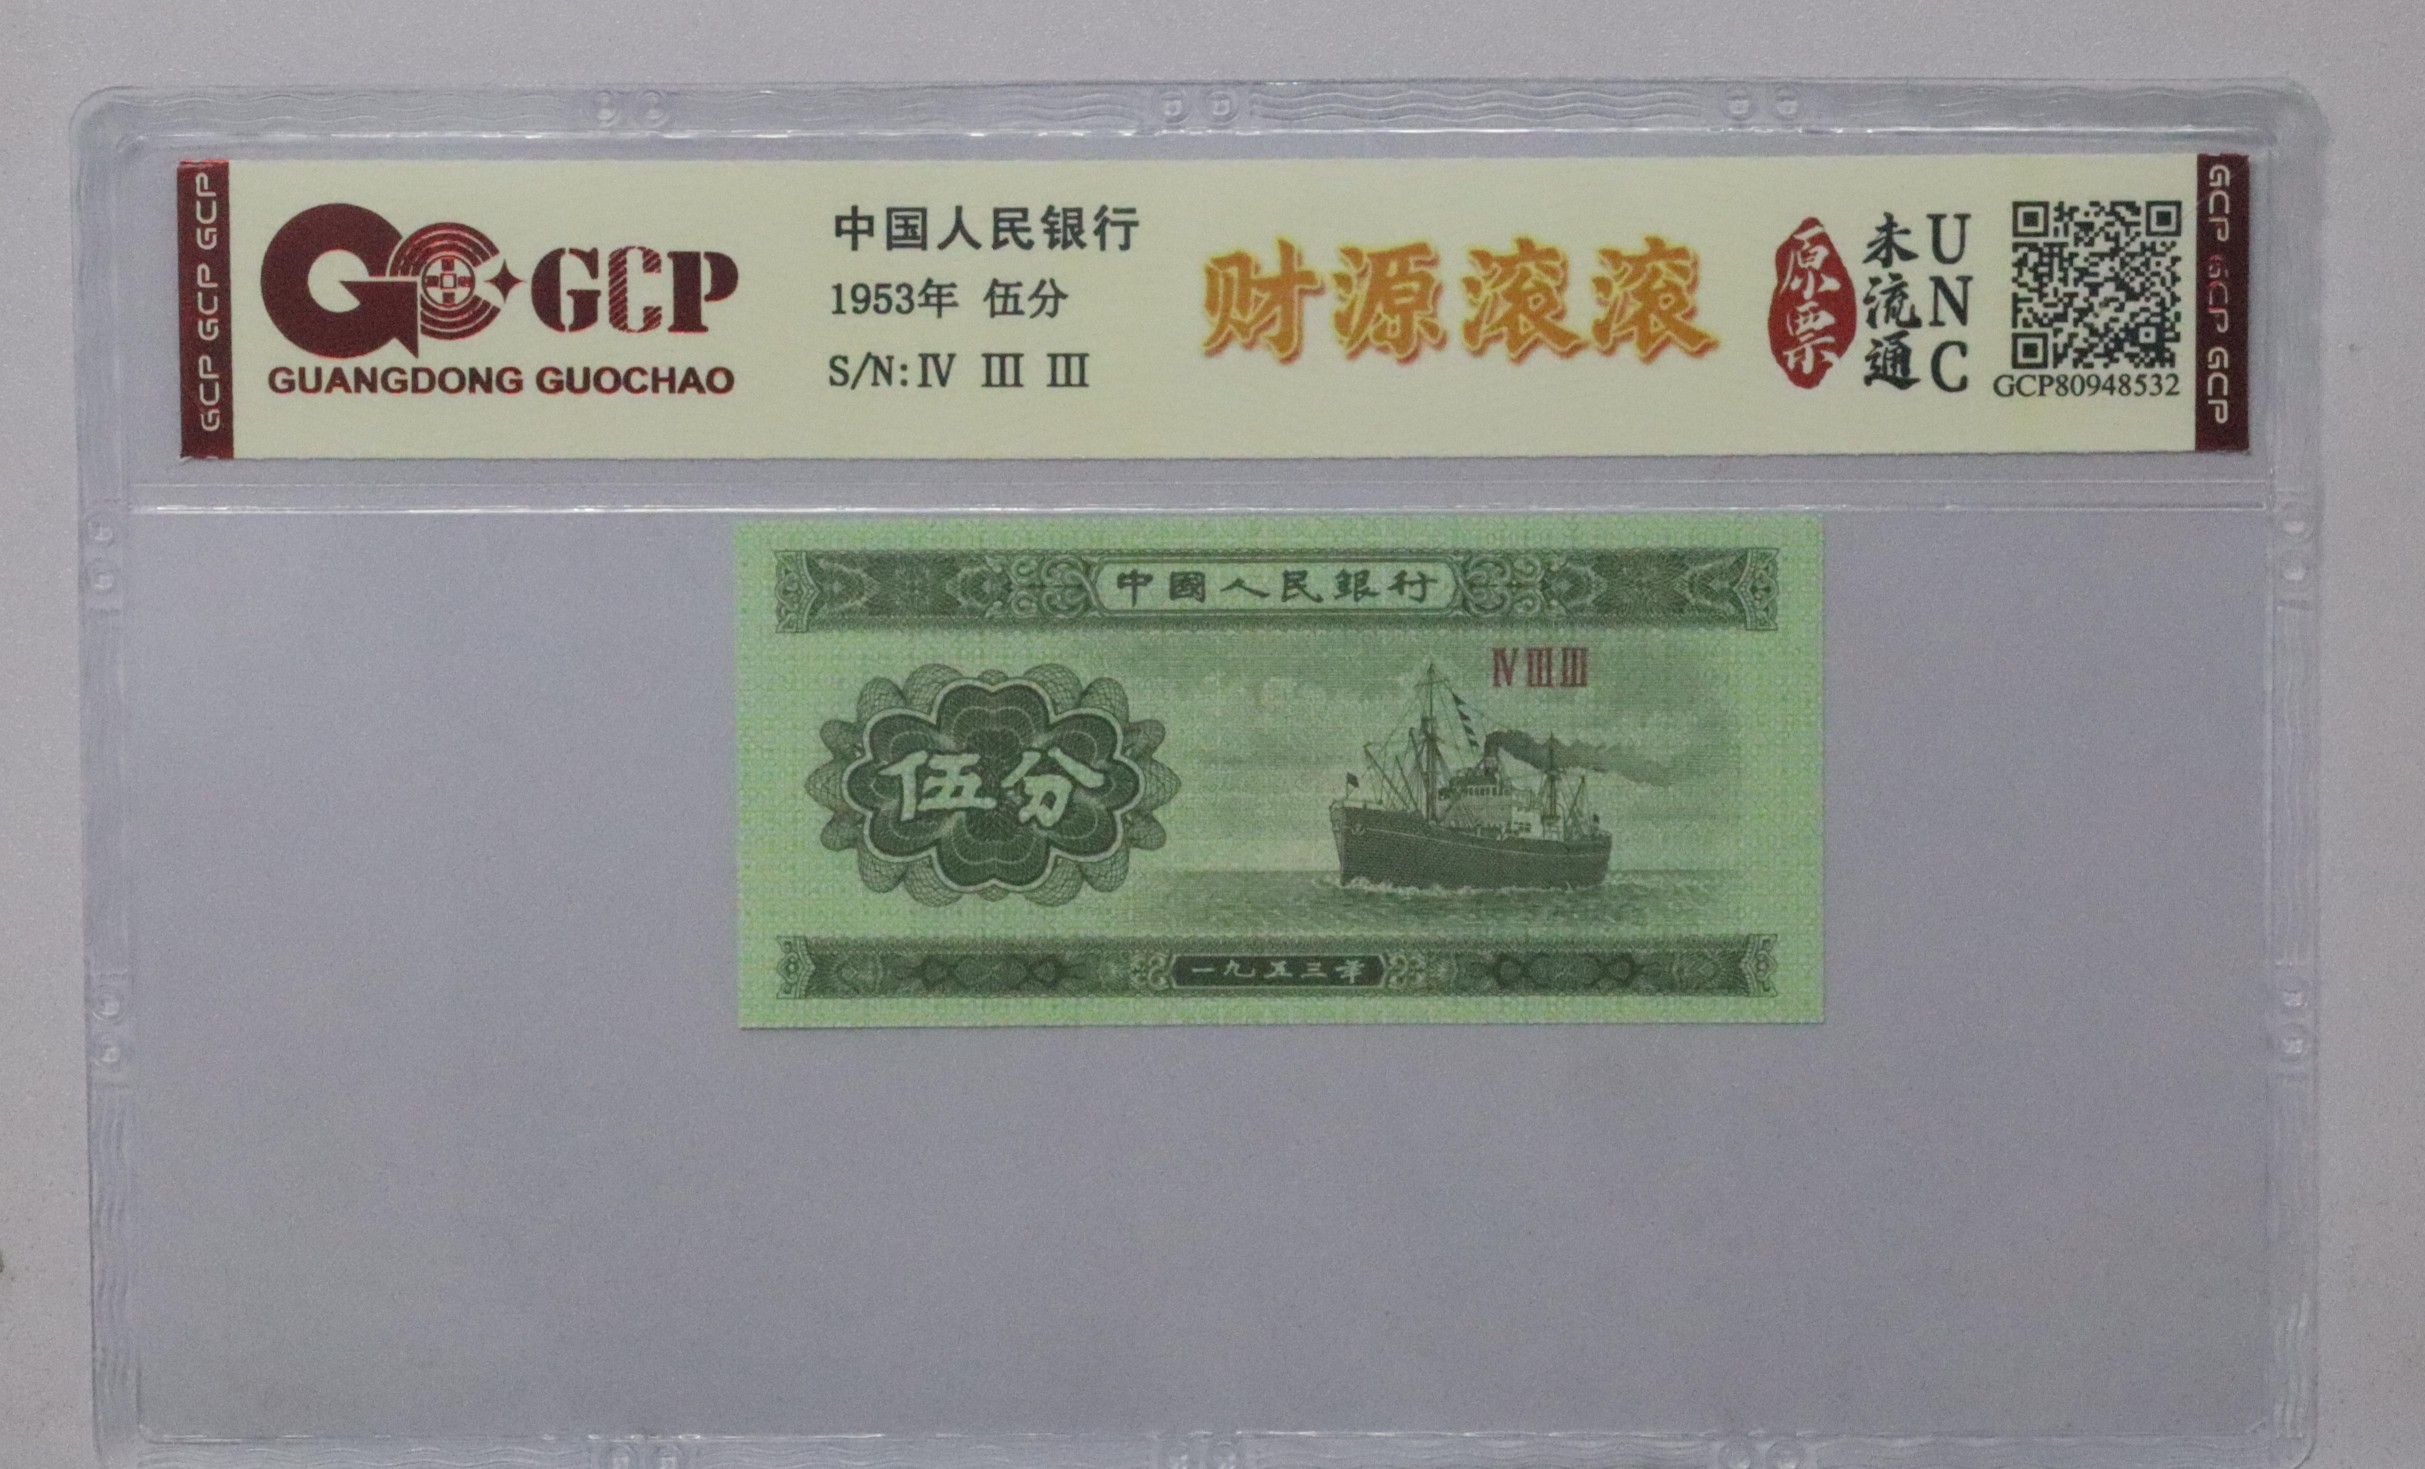 GCP GCP GCP
GCP
GUANGDONG GUOCHAO
中国人民银行
1953年 伍分
S/N: Ⅳ Ⅲ Ⅲ
财源滚滚
原票
未流通
UNC
GCP80948532
GCP GCP GCP
中國人民銀行
Ⅳ Ⅲ Ⅲ
伍分
一九五三年